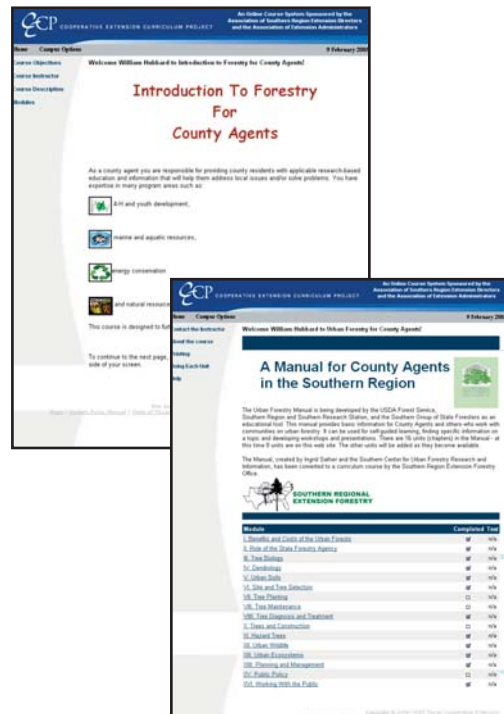 CECP COOPERATIVE EXTENSION CURRICULUM PROJECT
An Online Course System Sponsored by the
Association of Southern Region Extension Directors
and the Association of Extension Administrators
Home Campus Options
9 February
Course Objectives
Course Instructor
Course Description
Modules
Welcome William Hubbard to Introduction to Forestry for County Agents!
Introduction To Forestry
For
County Agents
As a county agent you are responsible for providing county residents with applicable research-based
education and information that will help them address local issues and/or solve problems. You have
expertise in many program areas such as:
4-H and youth development,
marine and aquatic resources,
energy conservation
and natural resource
This course is designed to
To continue to the next page,
side of your screen.
CECP COOPERATIVE EXTENSION CURRICULUM PROJECT
An Online Course System Sponsored by the
Association of Southern Region Extension Directors
and the Association of Extension Administrators
Home Campus Options
9 February
Contact the Instructor
About the course
Printing
Using Each Unit
Help
Welcome William Hubbard to Urban Forestry for County Agents!
A Manual for County Agents
in the Southern Region
The Urban Forestry Manual is being developed by the USDA Forest Service,
Southern Region and Southern Research Station, and the Southern Group of State Foresters as an
educational tool. This manual provides basic information for County Agents and others who work with
communities on urban forestry. It can be used for self-guided learning, finding specific information on
a topic and developing workshops and presentations. There are 16 units (chapters) in the Manual - at
this time 9 units are on this web site. The other units will be added as they become available.
The Manual, created by Ingrid Sather and the Southern Center for Urban Forestry Research and
Information, has been converted to a curriculum course by the Southern Region Extension Forestry
Office.
SOUTHERN REGIONAL
EXTENSION FORESTRY
Module Completed Test
I. Benefits and Costs of the Urban Forests n/a
II. Role of the State Forestry Agency n/a
III. Tree Biology n/a
IV. Dendrology n/a
V. Urban Soils n/a
VI. Site and Tree Selection n/a
VII. Tree Planting n/a
VIII. Tree Maintenance n/a
VIII. Tree Diagnosis and Treatment n/a
X. Trees and Construction n/a
XI. Hazard Trees n/a
XII. Urban Wildlife n/a
XIII. Urban Ecosystems n/a
XIII. Planning and Management n/a
XIV. Public Policy n/a
XVI. Working With the Public n/a